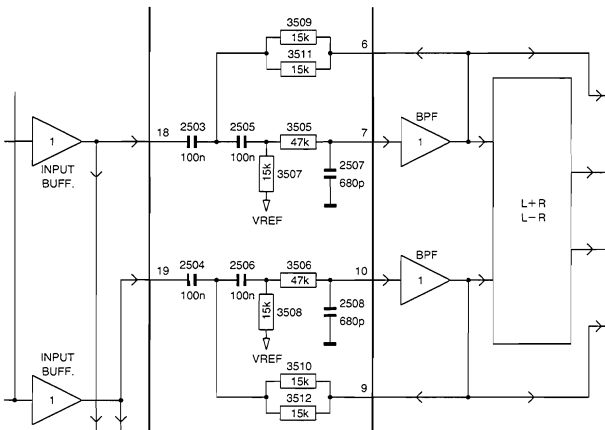 3509
15k
3511
15k
6
18
2503
100n
2505
100n
3505
47k
7
BPF
1
1
INPUT
BUFF.
15k
3507
VREF
2507
680p
L+R
L-R
19
2504
100n
2506
100n
3506
47k
10
BPF
1
15k
3508
VREF
2508
680p
INPUT
BUFF.
1
3510
15k
3512
15k
9